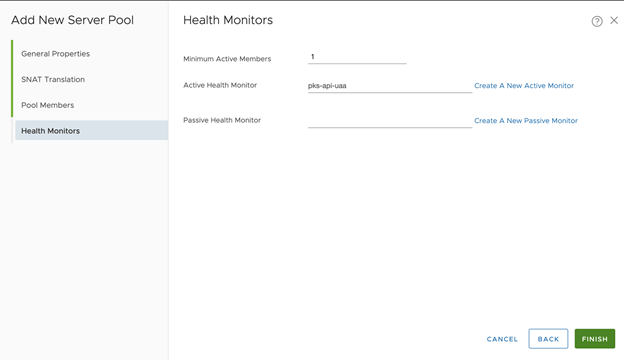 Add New Server Pool
General Properties
SNAT Translation
Pool Members
Health Monitors
Health Monitors
?
Minimum Active Members 1
Active Health Monitor pks-api-uaa Create A New Active Monitor
Passive Health Monitor Create A New Passive Monitor
CANCEL BACK FINISH